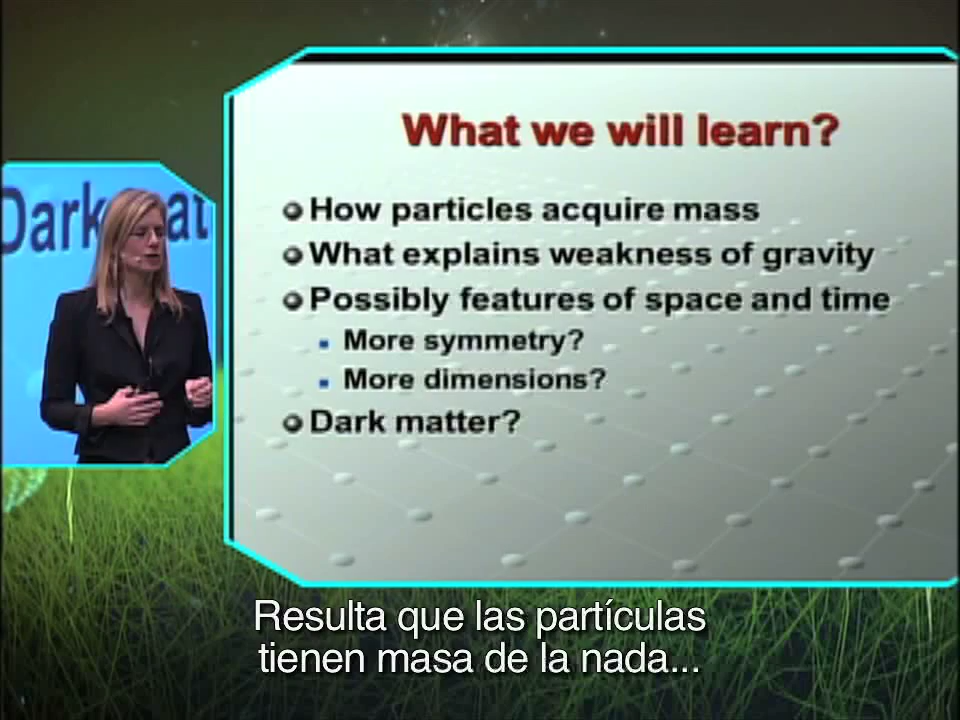 Dark
What we will learn?
How particles acquire mass
What explains weakness of gravity
Possibly features of space and time
More symmetry?
More dimensions?
Dark matter?
Resulta que las partículas
tienen masa de la nada...